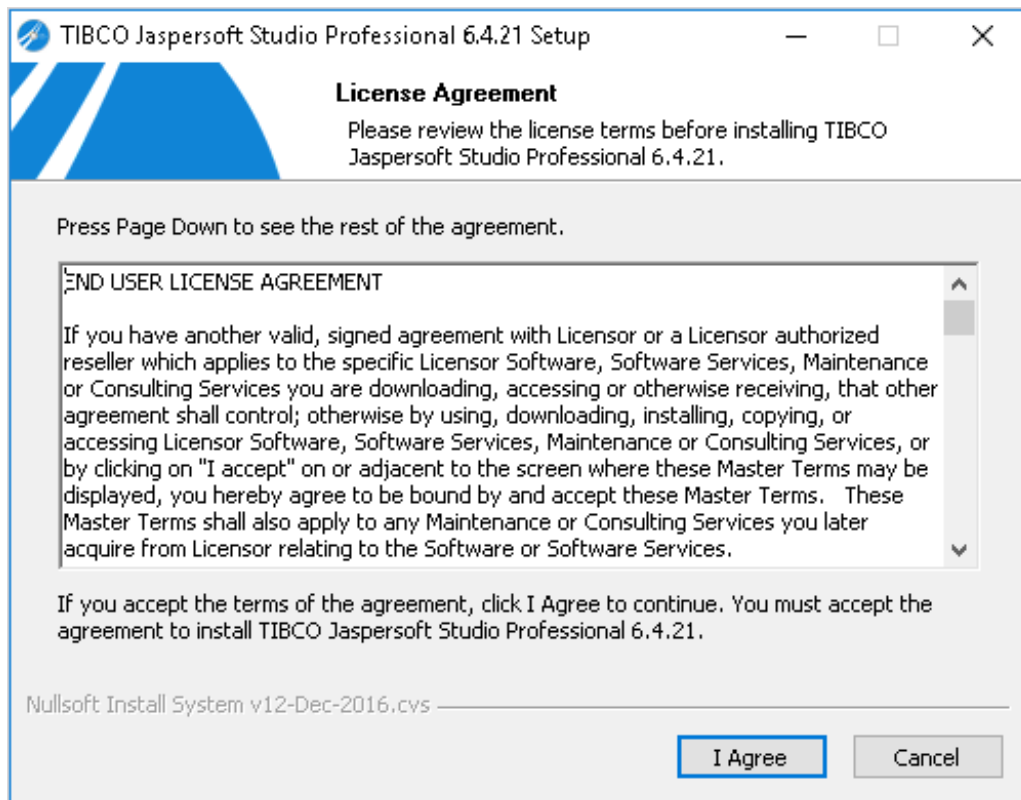 TIBCO Jaspersoft Studio Professional 6.4.21 Setup
License Agreement
Please review the license terms before installing TIBCO
Jaspersoft Studio Professional 6.4.21.
Press Page Down to see the rest of the agreement.
END USER LICENSE AGREEMENT
If you have another valid, signed agreement with Licensor or a Licensor authorized
reseller which applies to the specific Licensor Software, Software Services, Maintenance
or Consulting Services you are downloading, accessing or otherwise receiving, that other
agreement shall control; otherwise by using, downloading, installing, copying, or
accessing Licensor Software, Software Services, Maintenance or Consulting Services, or
by clicking on "I accept" on or adjacent to the screen where these Master Terms may be
displayed, you hereby agree to be bound by and accept these Master Terms.   These
Master Terms shall also apply to any Maintenance or Consulting Services you later
acquire from Licensor relating to the Software or Software Services.
If you accept the terms of the agreement, click I Agree to continue. You must accept the
agreement to install TIBCO Jaspersoft Studio Professional 6.4.21.
Nullsoft Install System v12-Dec-2016.cvs
I Agree
Cancel